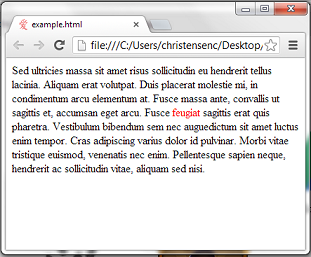 example.html
file:///C:/Users/christensenc/Desktop/
Sed ultricies massa sit amet risus sollicitudin eu hendrerit tellus
lacinia. Aliquam erat volutpat. Duis placerat molestie mi, in
condimentum arcu elementum at. Fusce massa ante, convallis ut
sagittis et, accumsan eget arcu. Fusce feugiat sagittis erat quis
pharetra. Vestibulum bibendum sem nec auguedictum sit amet luctus
enim tempor. Cras adipiscing varius dolor id pulvinar. Morbi vitae
tristique euismod, venenatis nec enim. Pellentesque sapien neque,
hendrerit ac sollicitudin vitae, aliquam sed nisi.